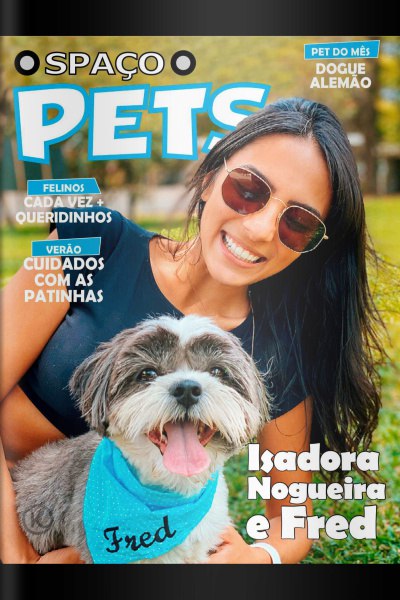 O SPAÇO O
PETS
PET DO MÊS
DOGUE
ALEMÃO
FELINOS
CADA VEZ +
QUERIDINHOS
VERÃO
CUIDADOS
COM AS
PATINHAS
Fred
Isadora
Nogueira
e Fred